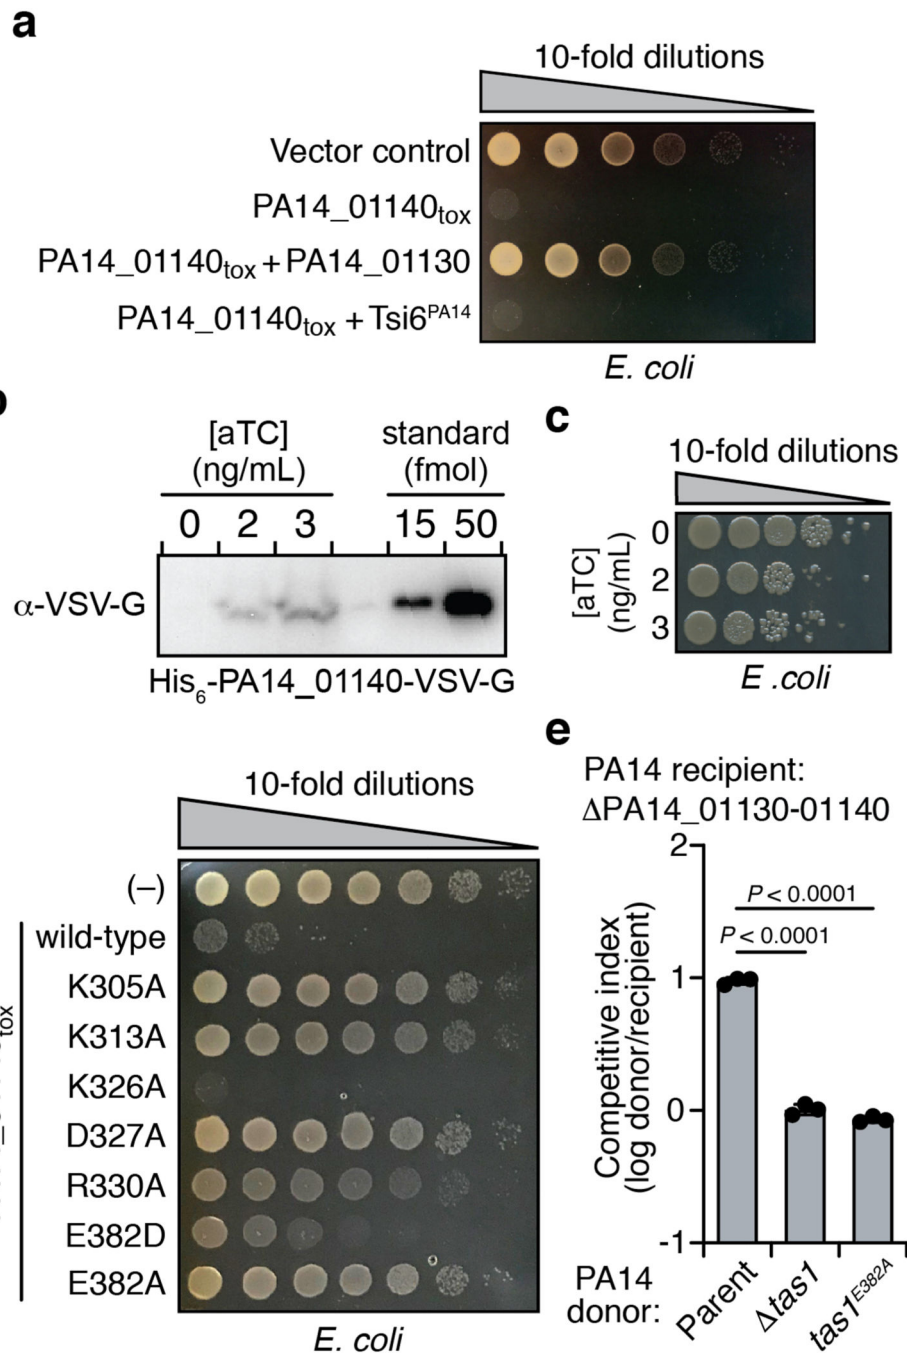 a
10-fold dilutions
Vector control
PA14_01140tox
PA14_01140tox + PA14_01130
PA14_01140tox + Tsi6PA14
E. coli
[aTC]
(ng/mL)
standard
(fmol)
0 2 3 15 50
α-VSV-G
His6-PA14_01140-VSV-G
c
10-fold dilutions
[aTC]
(ng/mL)
0
2
3
E .coli
10-fold dilutions
(–)
wild-type
K305A
K313A
K326A
D327A
R330A
E382D
E382A
tox
E. coli
e
PA14 recipient:
ΔPA14_01130-01140
Competitive index
(log donor/recipient)
2
1
0
-1
P < 0.0001
P < 0.0001
PA14
donor:
Parent
Δtas1
tas1E382A